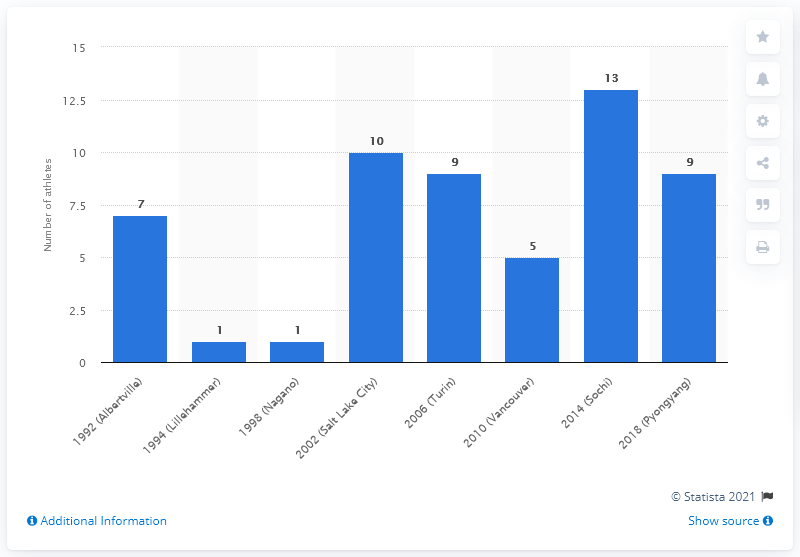 15
12.5
10
7.5
5
2.5
0
Number of athletes
7
1
1
10
9
5
13
9
1992 (Albertville)
1994 (Lillehammer)
1998 (Nagano)
2002 (Salt Lake City)
2006 (Turin)
2010 (Vancouver)
2014 (Sochi)
2018 (Pyongyang)
© Statista 2021
Additional Information
Show source